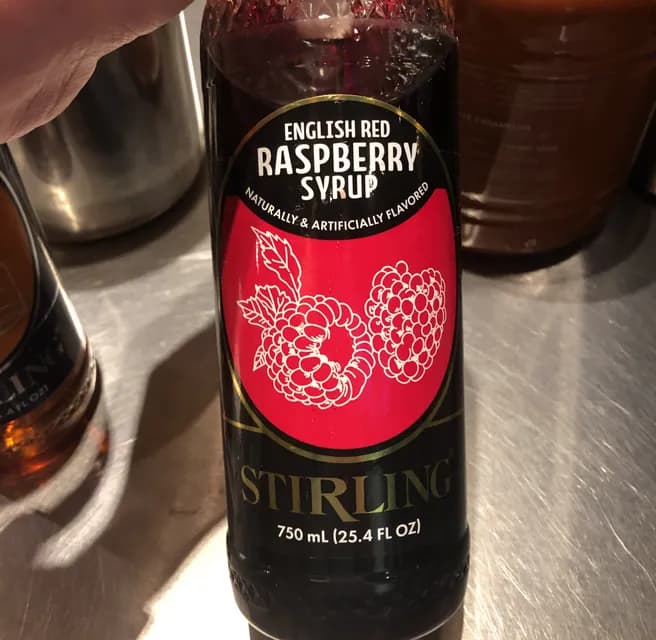 ENGLISH RED
RASPBERRY
SYRUP
NATURALLY & ARTIFICIALLY FLAVORED
STIRLING
750 mL (25.4 FL OZ)